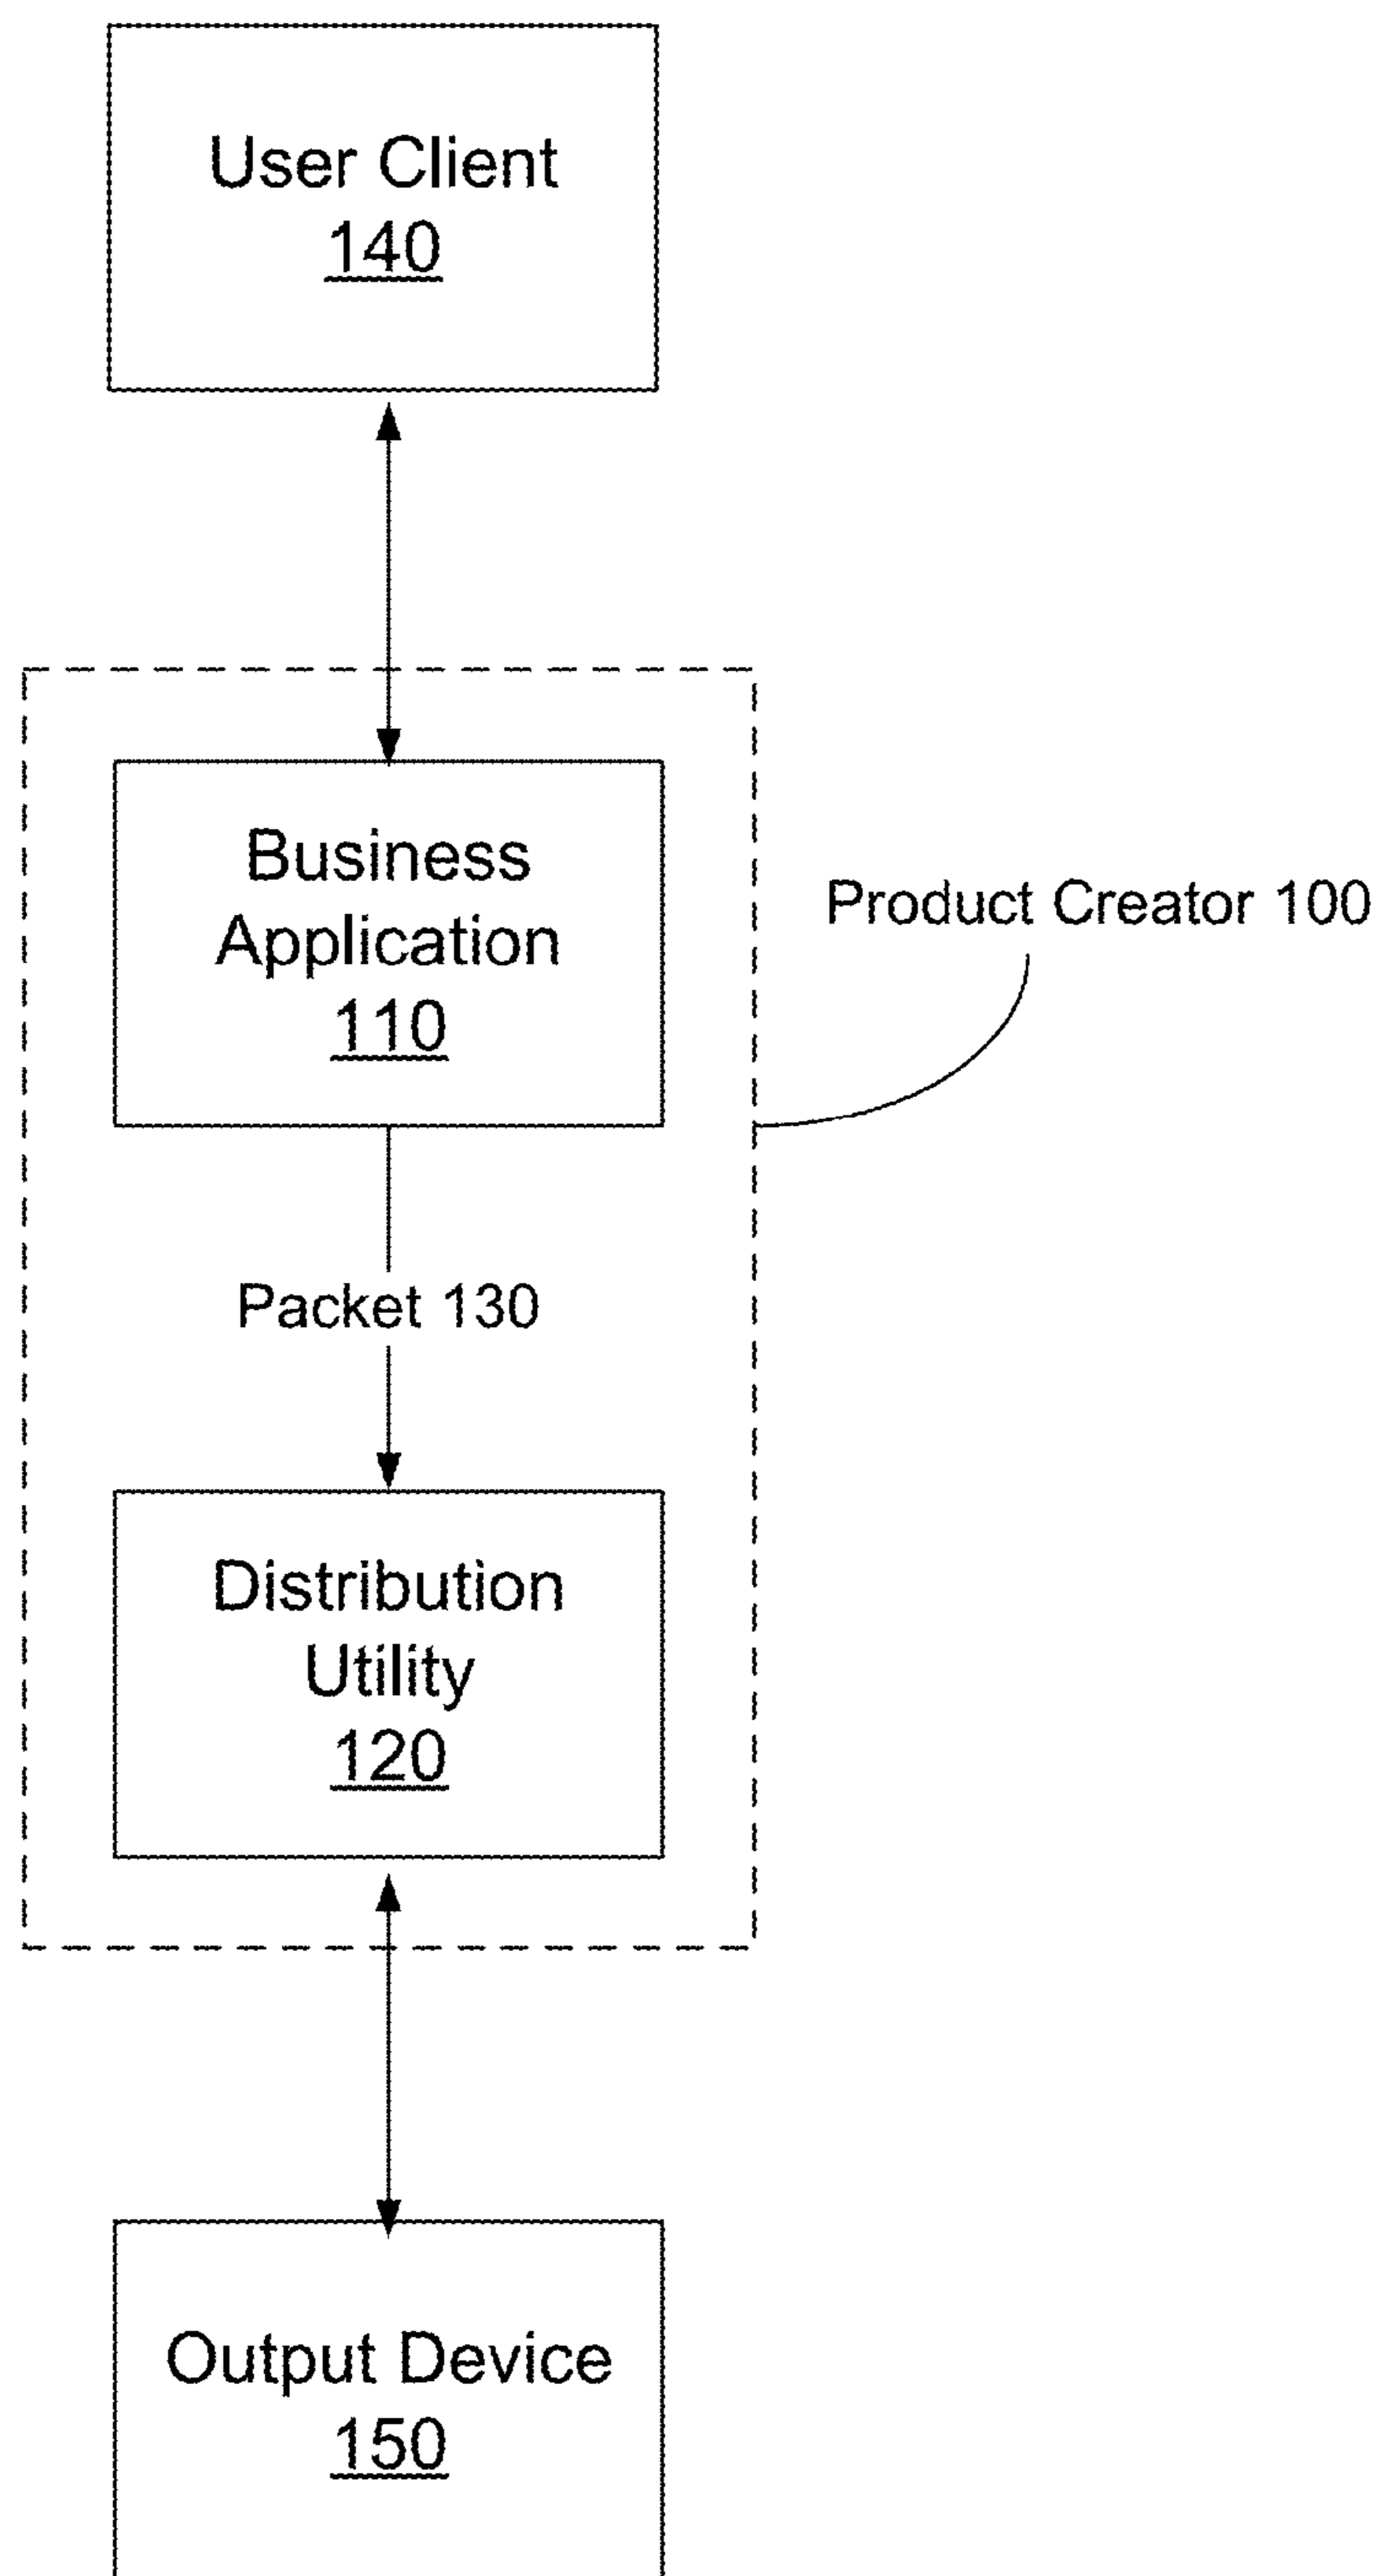 User Client
140
Business
Application
110
Product Creator 100
Packet 130
Distribution
Utility
120
Output Device
150